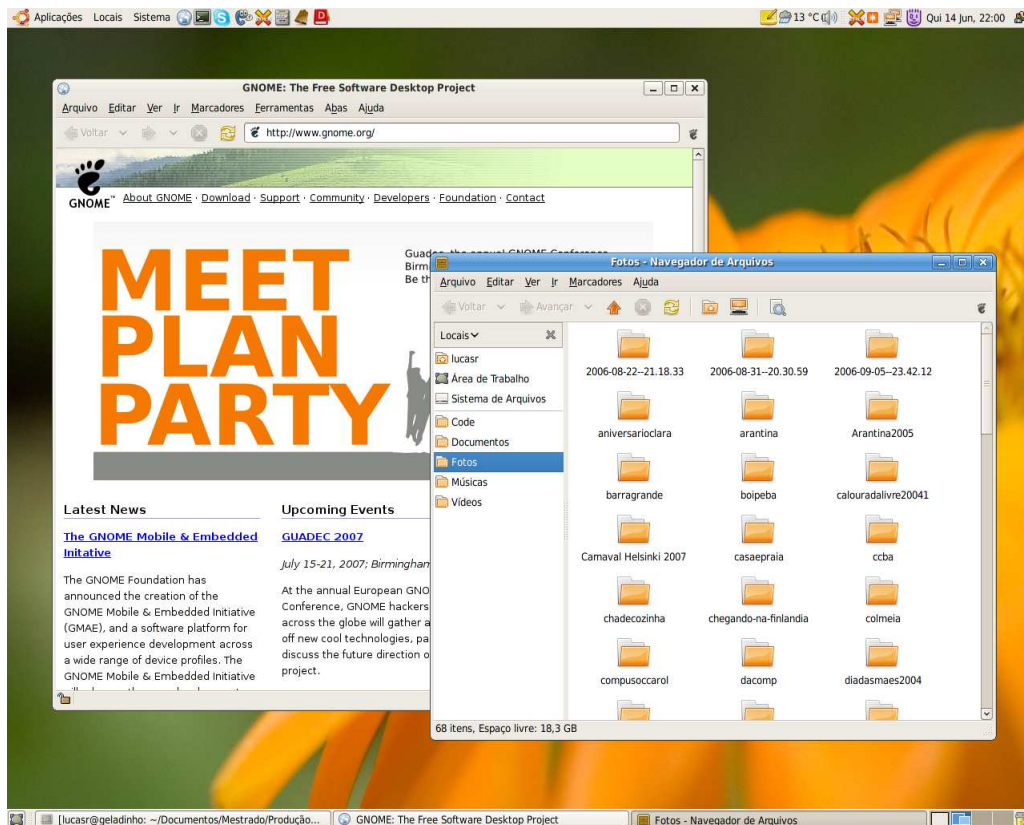 Aplicações Locais Sistema
13 °C
Qui 14 Jun, 22:00
GNOME: The Free Software Desktop Project
Arquivo Editar Ver Ir Marcadores Ferramentas Abas Ajuda
Voltar
http://www.gnome.org/
GNOME™
About GNOME · Download · Support · Community · Developers · Foundation · Contact
MEET
PLAN
PARTY
Guadec, the annual GNOME Conference
Birm
Be th
Latest News
The GNOME Mobile & Embedded
Initative
The GNOME Foundation has
announced the creation of the
GNOME Mobile & Embedded Initiative
(GMAE), and a software platform for
user experience development across
a wide range of device profiles. The
GNOME Mobile & Embedded Initiative
Upcoming Events
GUADEC 2007
July 15-21, 2007; Birmingham
At the annual European GNO
Conference, GNOME hackers
across the globe will gather a
off new cool technologies, pa
discuss the future direction o
project.
Fotos - Navegador de Arquivos
Arquivo Editar Ver Ir Marcadores Ajuda
Voltar Avançar
Locais
lucasr
Área de Trabalho
Sistema de Arquivos
Code
Documentos
Fotos
Músicas
Vídeos
2006-08-22--21.18.33 2006-08-31--20.30.59 2006-09-05--23.42.12
aniversarioclara arantina Arantina2005
barragrande boipeba calouradalivre20041
Carnaval Helsinki 2007 casaepraia ccba
chadecozinha chegando-na-finlandia colmeia
compusoccarol dacomp diadasmaes2004
68 itens, Espaço livre: 18,3 GB
[lucasr@geladinho: ~/Documentos/Mestrado/Produção...
GNOME: The Free Software Desktop Project
Fotos - Navegador de Arquivos